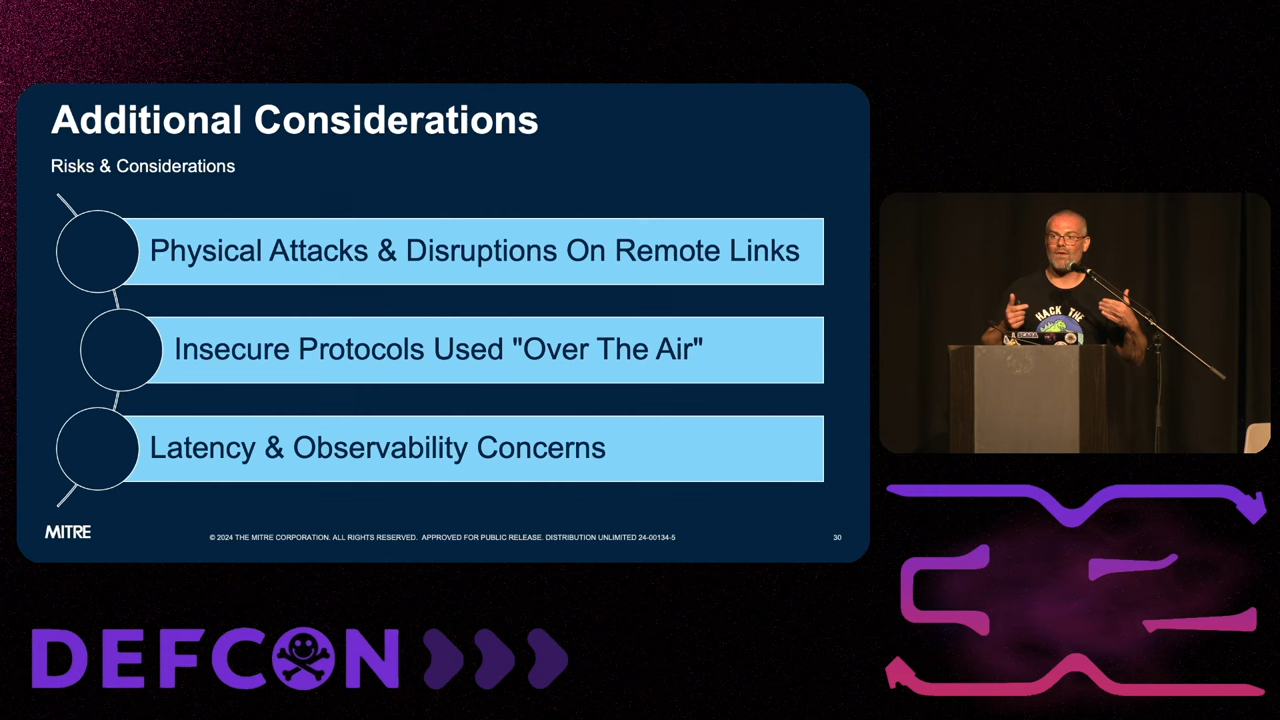 Additional Considerations
Risks & Considerations
Physical Attacks & Disruptions On Remote Links
Insecure Protocols Used "Over The Air"
Latency & Observability Concerns
MITRE
© 2024 THE MITRE CORPORATION. ALL RIGHTS RESERVED. APPROVED FOR PUBLIC RELEASE. DISTRIBUTION UNLIMITED 24-00134-5
30
HACK THE
DEFCON